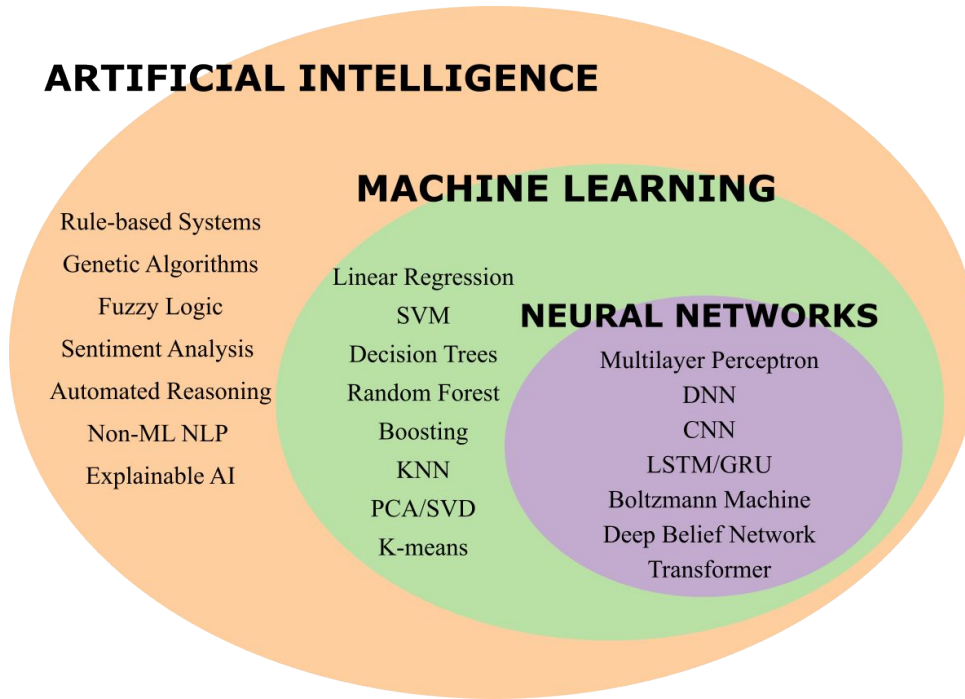 ARTIFICIAL INTELLIGENCE
Rule-based Systems
Genetic Algorithms
Fuzzy Logic
Sentiment Analysis
Automated Reasoning
Non-ML NLP
Explainable AI
MACHINE LEARNING
Linear Regression
SVM
Decision Trees
Random Forest
Boosting
KNN
PCA/SVD
K-means
NEURAL NETWORKS
Multilayer Perceptron
DNN
CNN
LSTM/GRU
Boltzmann Machine
Deep Belief Network
Transformer